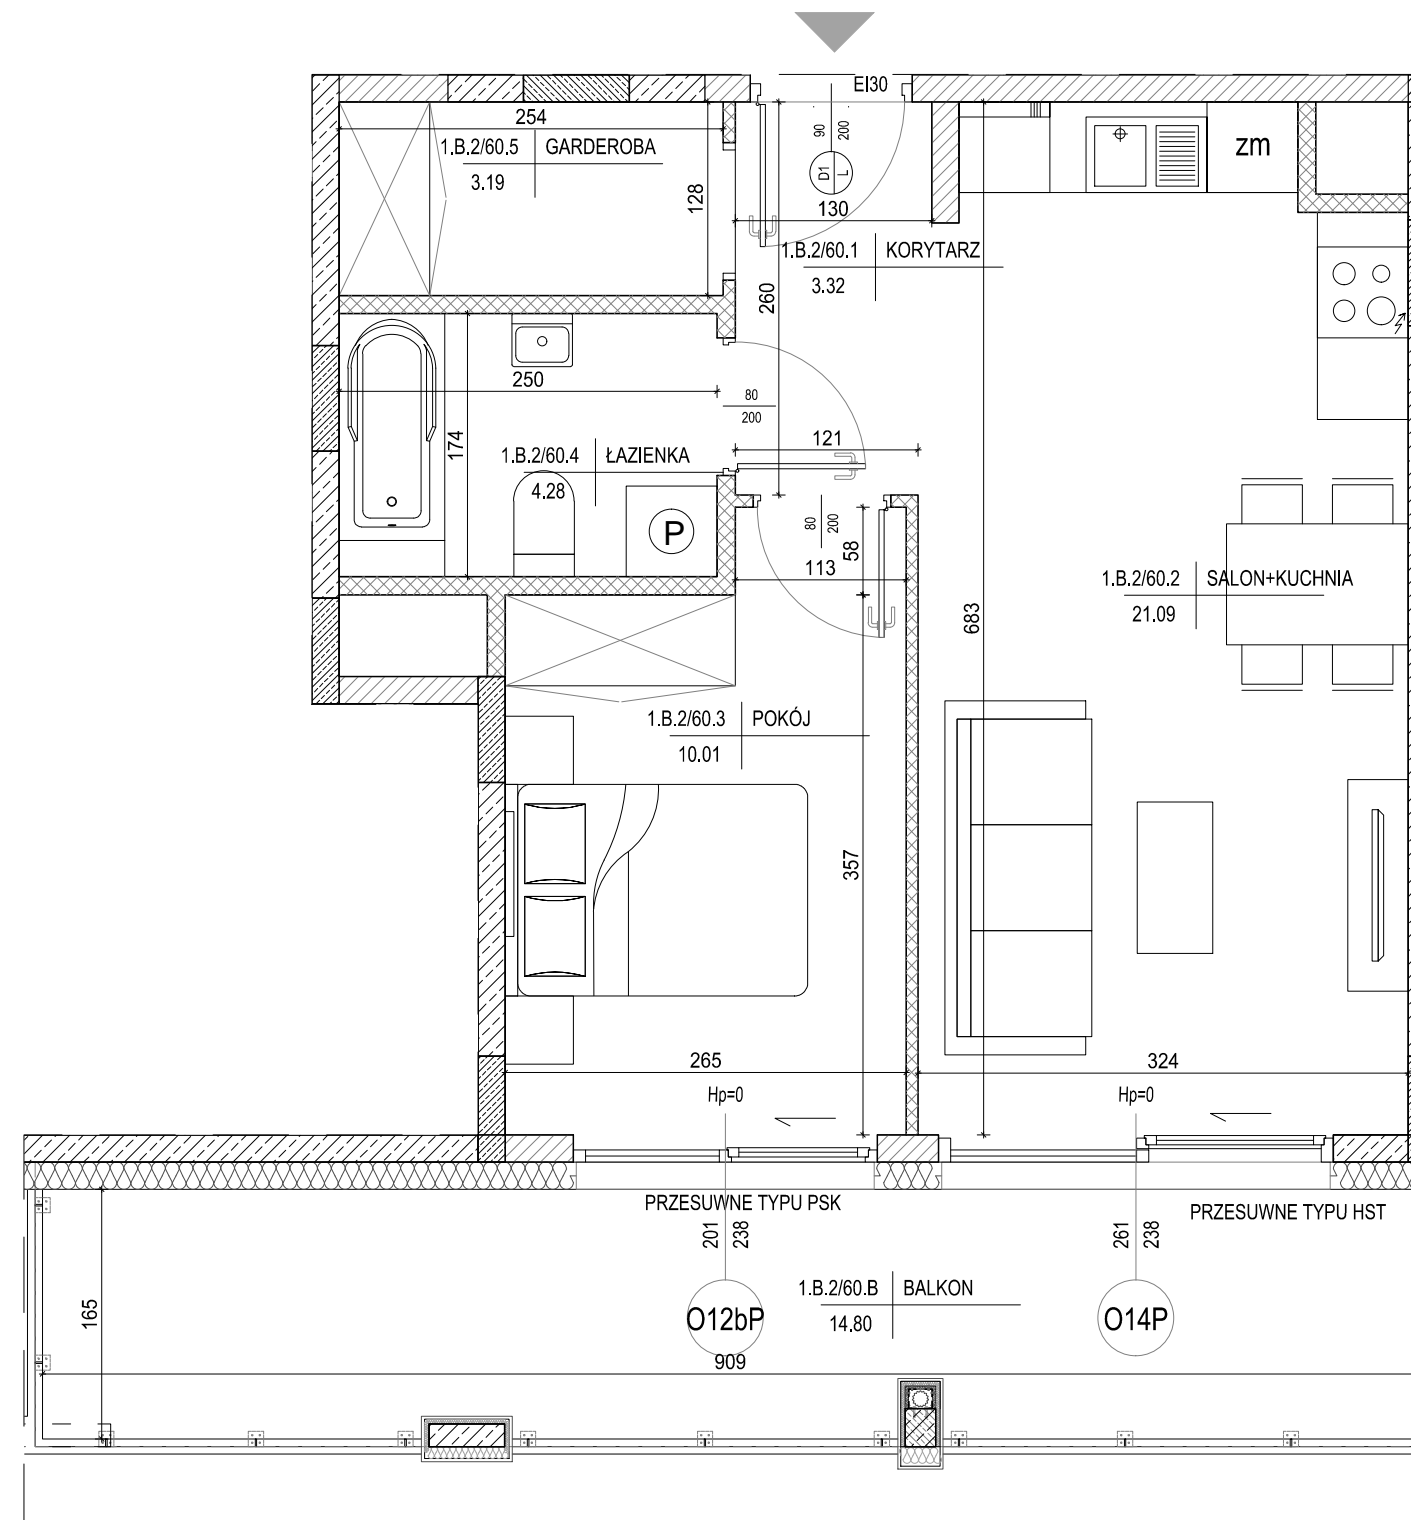 EI30
90
200
D1
L
254
1.B.2/60.5 GARDEROBA
3.19
zm
128
130
1.B.2/60.1 KORYTARZ
3.32
260
250
80
200
121
174
1.B.2/60.4 ŁAZIENKA
4.28
P
80
200
58
113
1.B.2/60.2 SALON+KUCHNIA
21.09
683
1.B.2/60.3 POKÓJ
10.01
357
265
324
Hp=0
Hp=0
PRZESUWNE TYPU PSK
PRZESUWNE TYPU HST
201
238
261
238
1.B.2/60.B BALKON
14.80
165
O12bP
O14P
909